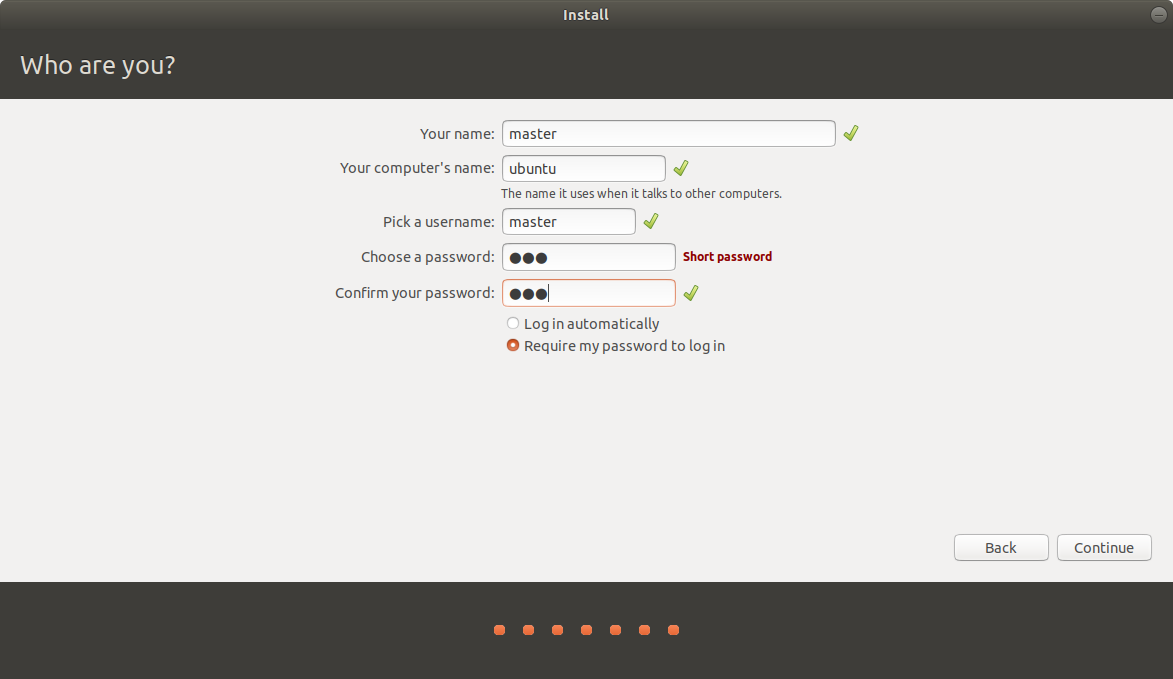 Install
Who are you?
Your name: master
Your computer's name: ubuntu
The name it uses when it talks to other computers.
Pick a username: master
Choose a password: ●●● Short password
Confirm your password: ●●●
Log in automatically
Require my password to log in
Back Continue